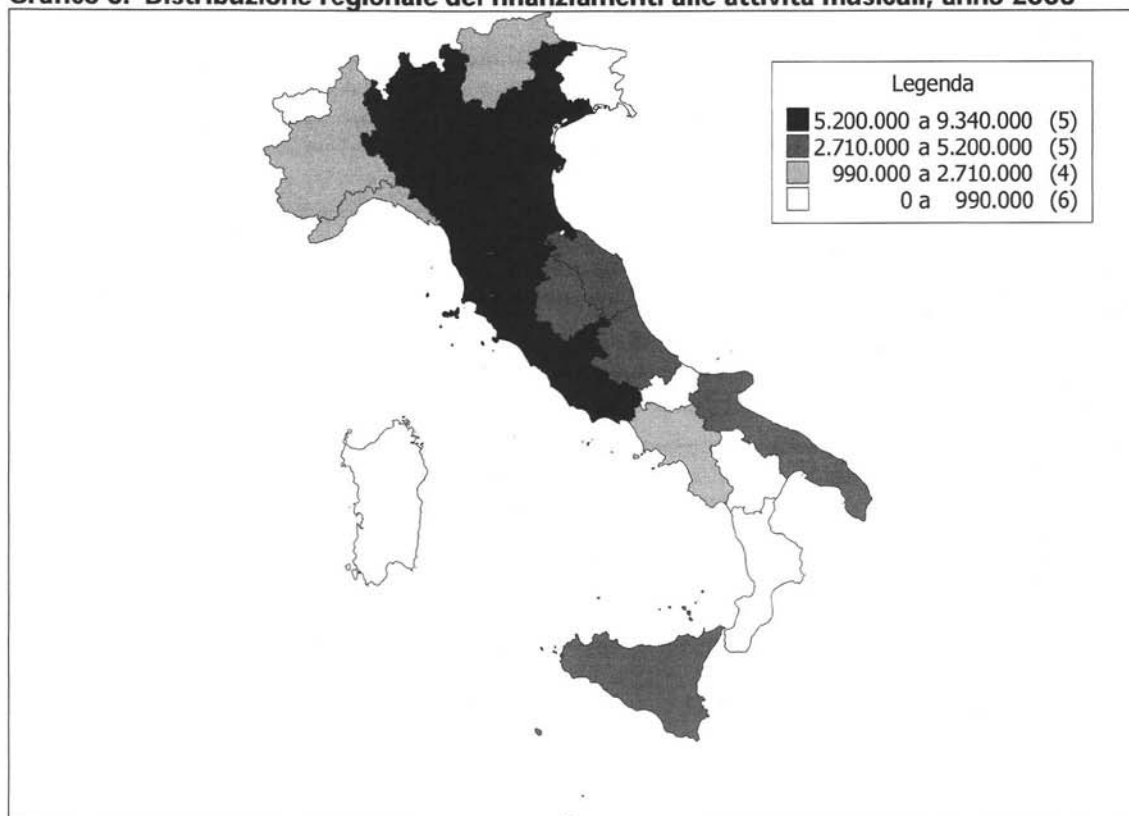 Legenda
5.200.000 a 9.340.000 (5)
2.710.000 a 5.200.000 (5)
990.000 a 2.710.000 (4)
0 a 990.000 (6)